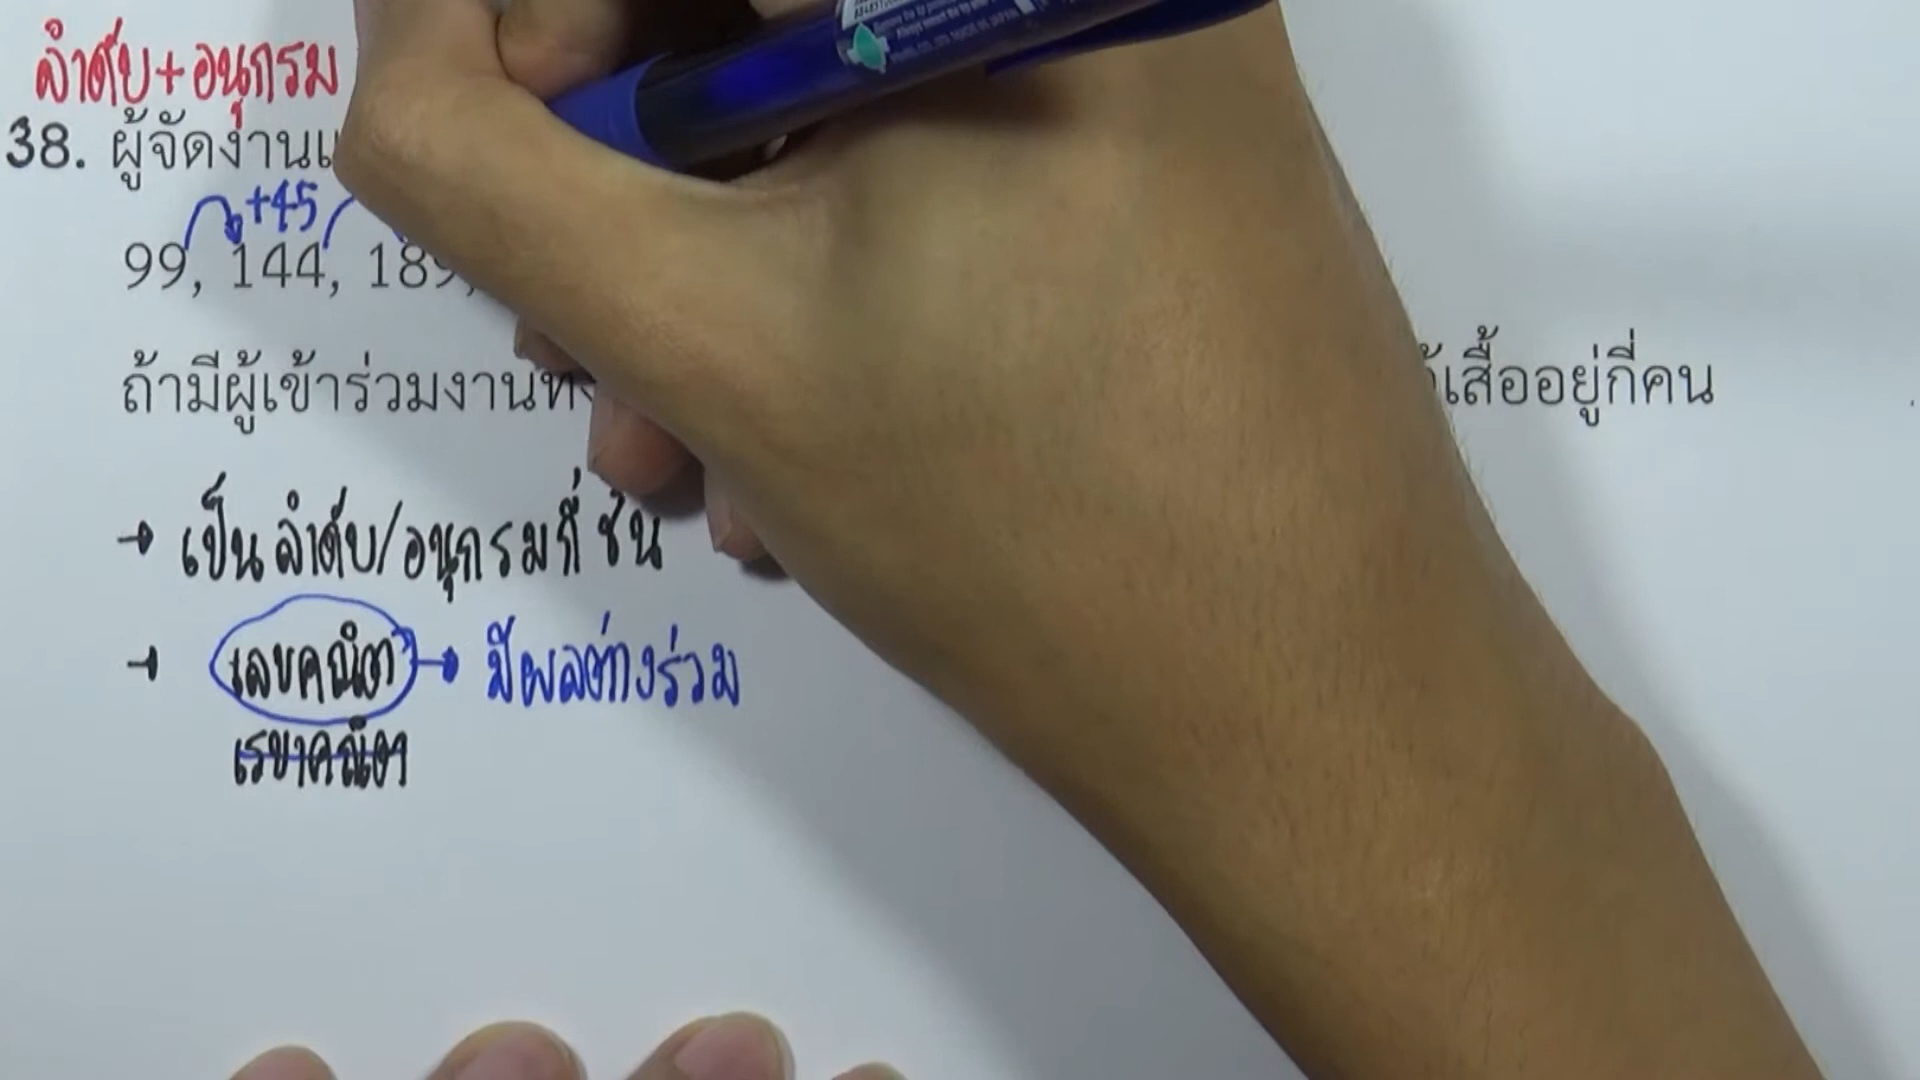 ลำดับ+อนุกรม
38. ผู้จัดงาน
+45
99, 144, 189,
ถ้ามีผู้เข้าร่วมงาน เสื้ออยู่กี่คน
→ เป็นลำดับ/อนุกรมกี่ชั้น
→ เลขคณิต → มีผลต่างร่วม
เรขาคณิต